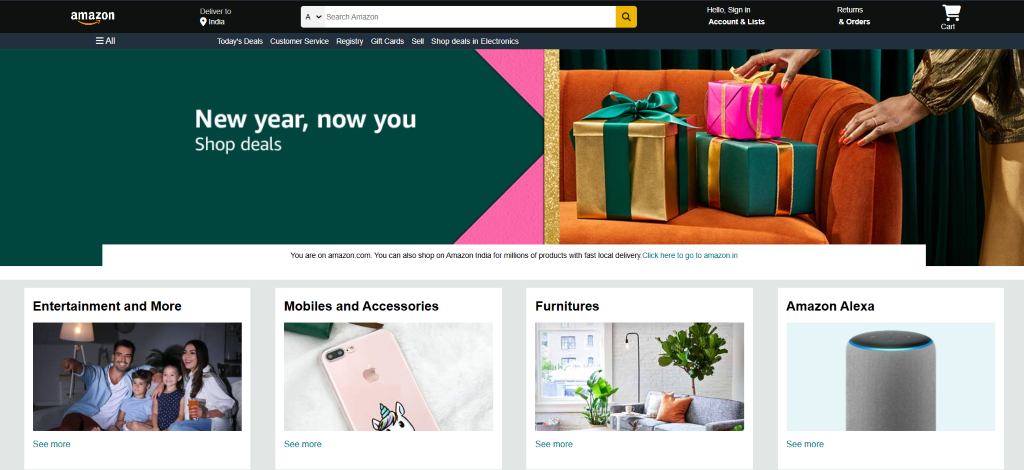 amazon
Deliver to
India
A
Search Amazon
Hello, Sign in
Account & Lists
Returns
& Orders
Cart
All
Today's Deals Customer Service Registry Gift Cards Sell Shop deals in Electronics
New year, now you
Shop deals
You are on amazon.com. You can also shop on Amazon India for millions of products with fast local delivery.Click here to go to amazon.in
Entertainment and More
Mobiles and Accessories
Furnitures
Amazon Alexa
See more
See more
See more
See more